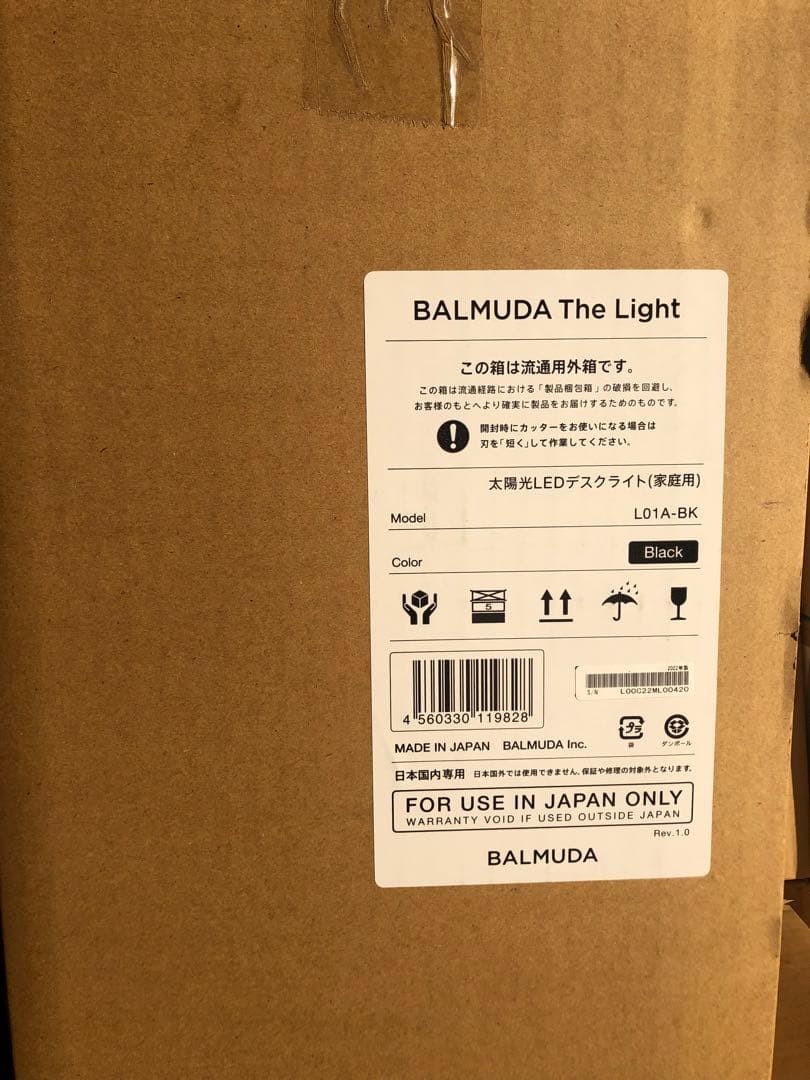 BALMUDA The Light
この箱は流通用外箱です。
この箱は流通経路における「製品梱包箱」の破損を回避し、
お客様のもとへより確実に製品をお届けするためのものです。
開封時にカッターをお使いになる場合は
刃を「短く」して作業してください。
太陽光LEDデスクライト(家庭用)
Model L01A-BK
Color Black
5
2022年製
S/N L00C22ML00420
4 560330 119828
プラ
袋 ダンボール
MADE IN JAPAN BALMUDA Inc.
日本国内専用 日本国外では使用できません、保証や修理の対象外となります。
FOR USE IN JAPAN ONLY
WARRANTY VOID IF USED OUTSIDE JAPAN
Rev.1.0
BALMUDA